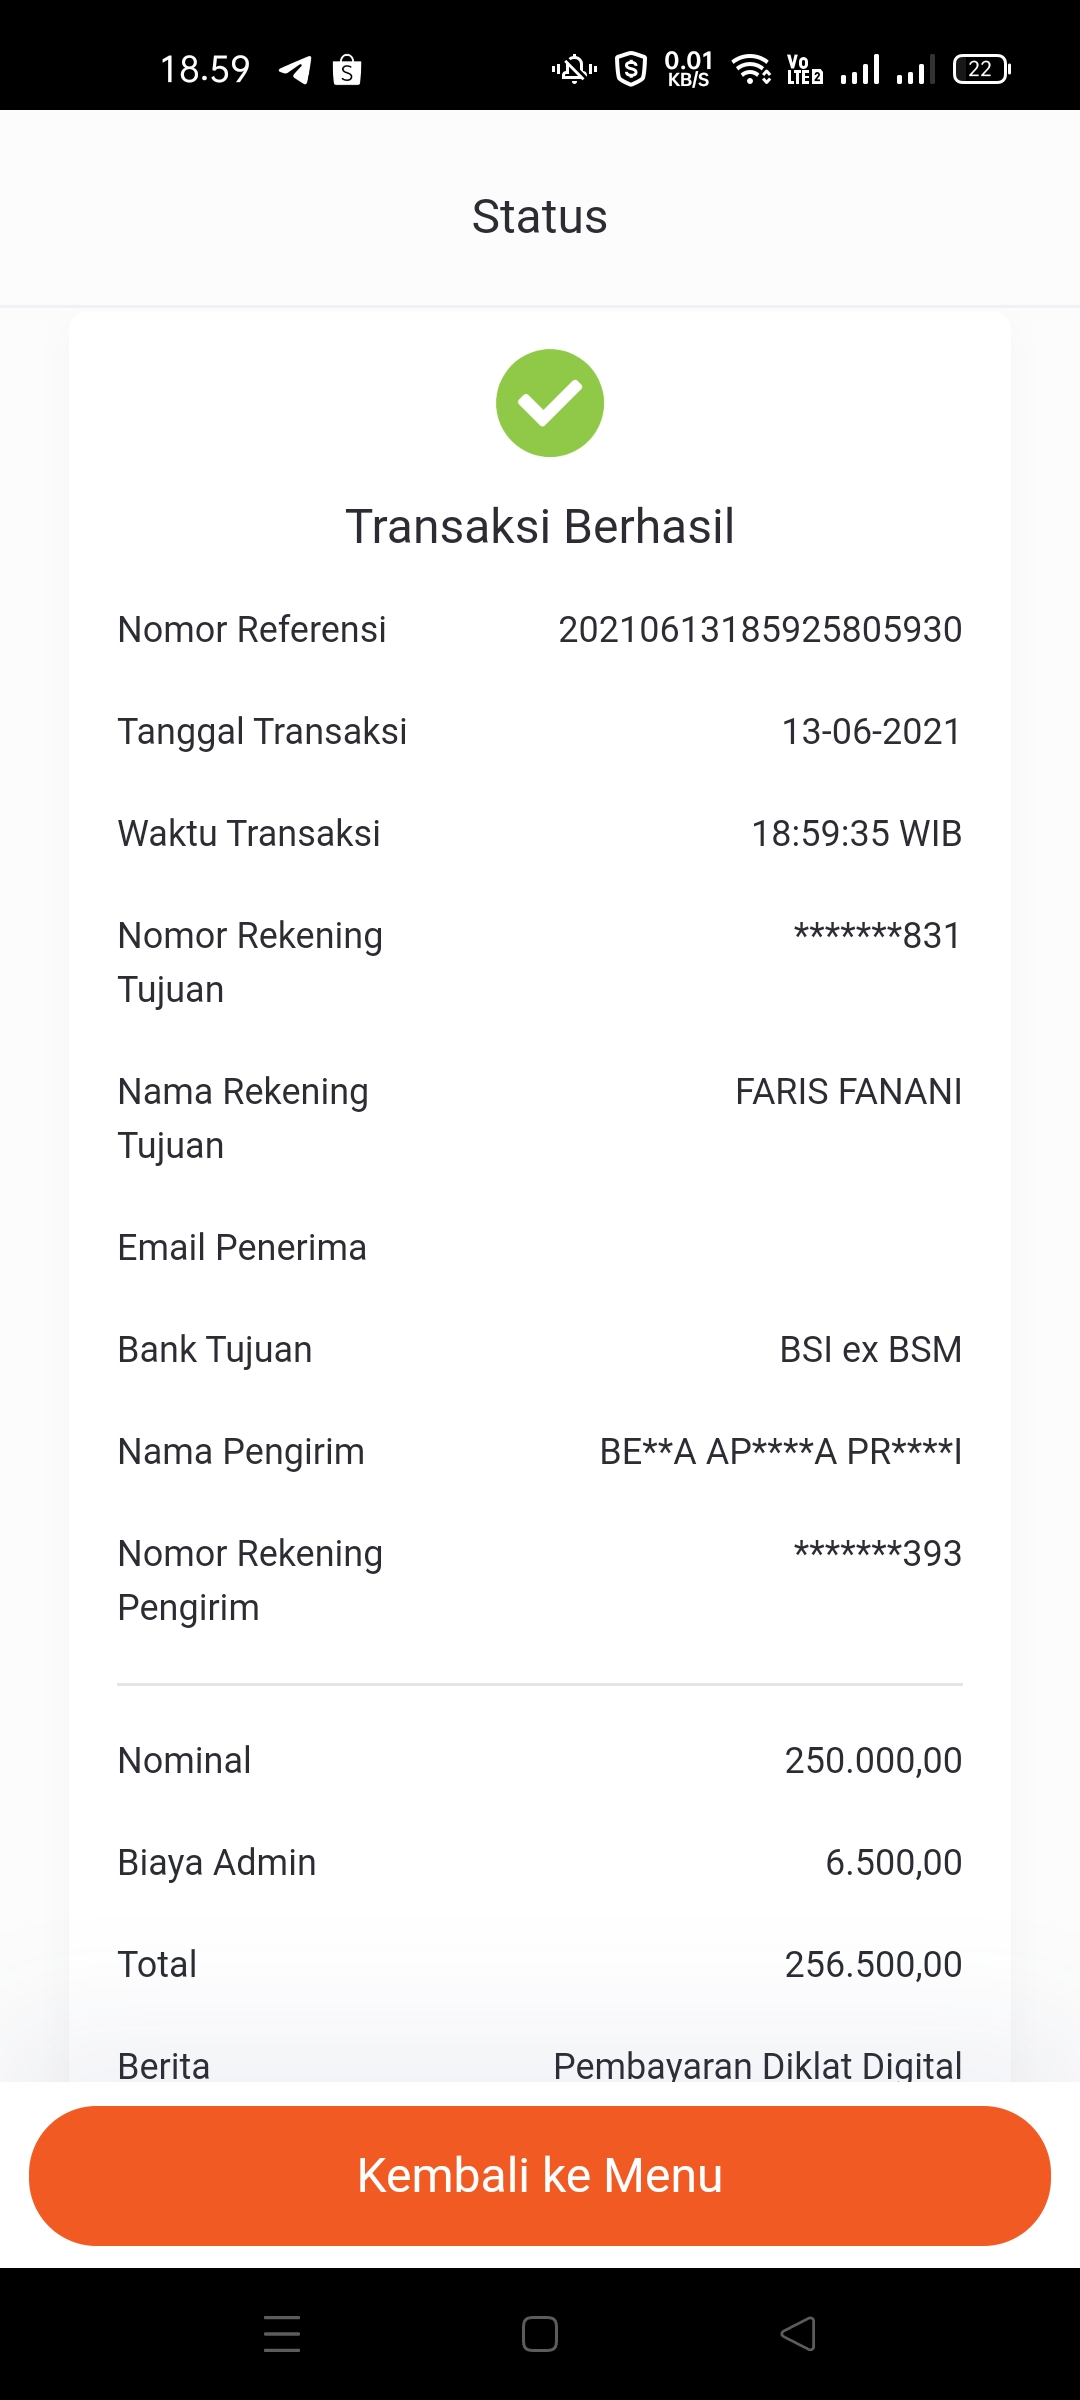 18.59
0.01 KB/S
Vo LTE 2
22
Status
Transaksi Berhasil
Nomor Referensi 20210613185925805930
Tanggal Transaksi 13-06-2021
Waktu Transaksi 18:59:35 WIB
Nomor Rekening *******831
Tujuan
Nama Rekening FARIS FANANI
Tujuan
Email Penerima
Bank Tujuan BSI ex BSM
Nama Pengirim BE**A AP****A PR****I
Nomor Rekening *******393
Pengirim
Nominal 250.000,00
Biaya Admin 6.500,00
Total 256.500,00
Berita Pembayaran Diklat Digital
Kembali ke Menu